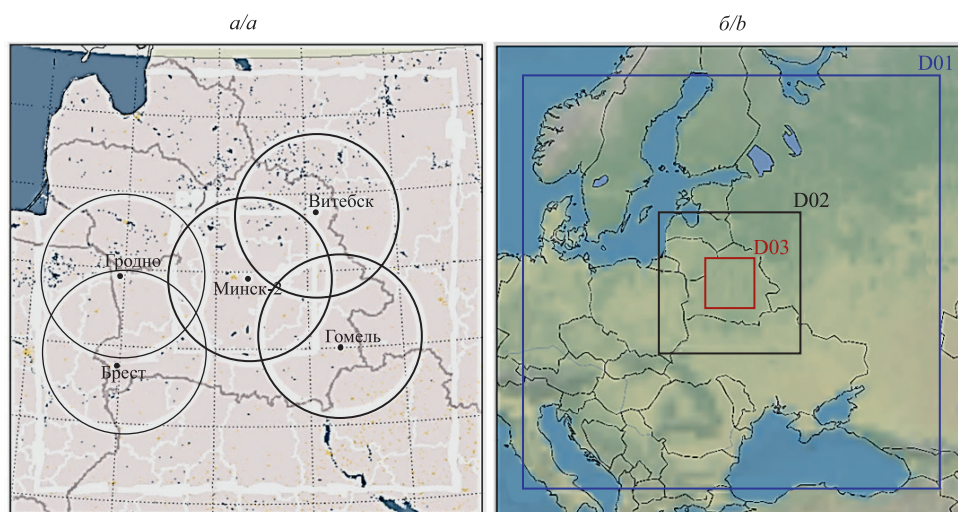 а/a
б/b
D01
Витебск
D02
Гродно
D03
Минск-2
Гомель
Брест